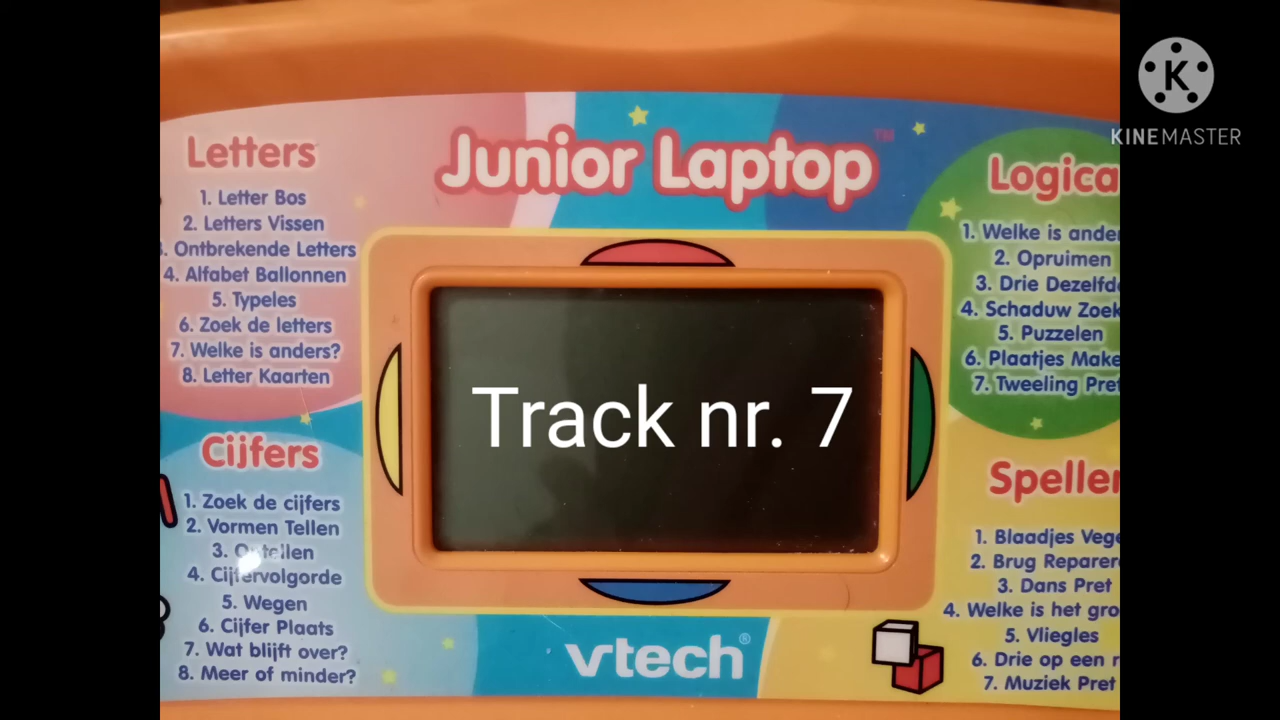 Junior Laptop™
Letters
1. Letter Bos
2. Letters Vissen
3. Ontbrekende Letters
4. Alfabet Ballonnen
5. Typeles
6. Zoek de letters
7. Welke is anders?
8. Letter Kaarten
Cijfers
1. Zoek de cijfers
2. Vormen Tellen
3. Optellen
4. Cijfervolgorde
5. Wegen
6. Cijfer Plaats
7. Wat blijft over?
8. Meer of minder?
Track nr. 7
vtech®
Logica
1. Welke is ander
2. Opruimen
3. Drie Dezelfde
4. Schaduw Zoek
5. Puzzelen
6. Plaatjes Make
7. Tweeling Pret
Speller
1. Blaadjes Vege
2. Brug Reparer
3. Dans Pret
4. Welke is het gro
5. Vliegles
6. Drie op een r
7. Muziek Pret
K
KINEMASTER